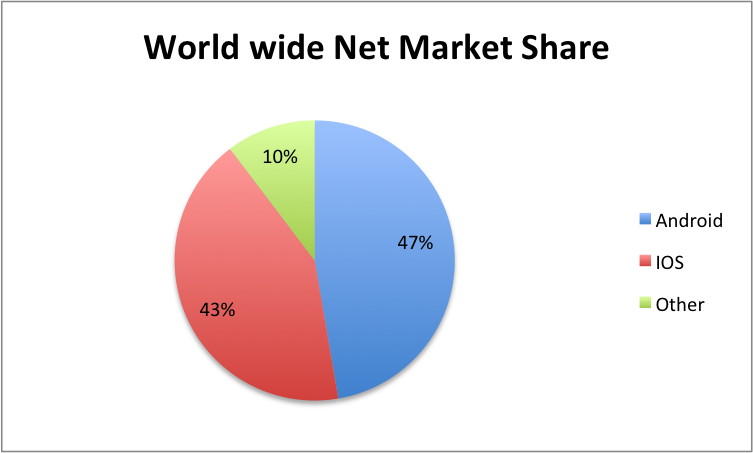 World wide Net Market Share
10%
47%
43%
Android
IOS
Other